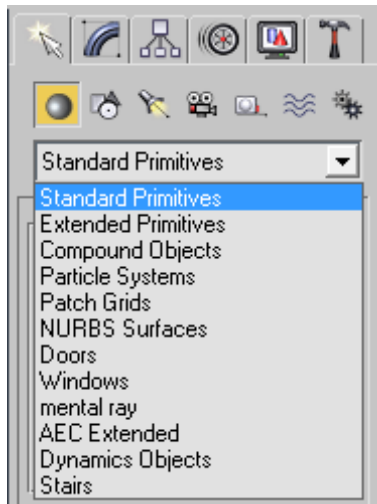 Standard Primitives
Standard Primitives
Extended Primitives
Compound Objects
Particle Systems
Patch Grids
NURBS Surfaces
Doors
Windows
mental ray
AEC Extended
Dynamics Objects
Stairs